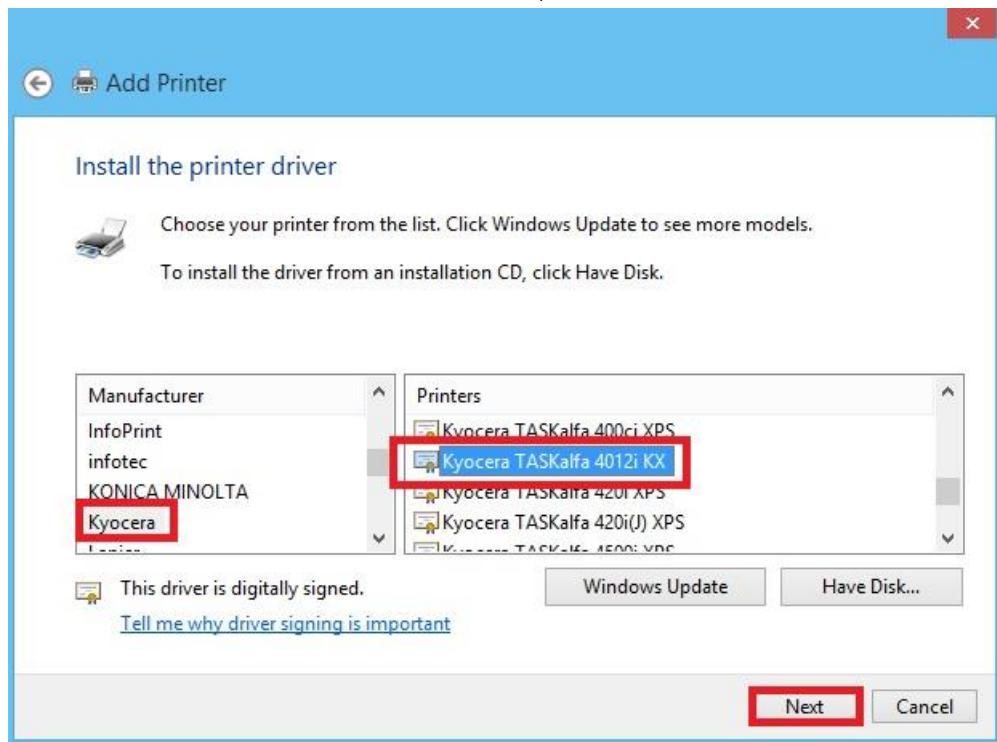 Add Printer
Install the printer driver
Choose your printer from the list. Click Windows Update to see more models.
To install the driver from an installation CD, click Have Disk.
Manufacturer
InfoPrint
infotec
KONICA MINOLTA
Kyocera
Printers
Kyocera TASKalfa 400ci XPS
Kyocera TASKalfa 4012i KX
Kyocera TASKalfa 420i XPS
Kyocera TASKalfa 420i(J) XPS
This driver is digitally signed.
Tell me why driver signing is important
Windows Update
Have Disk...
Next
Cancel